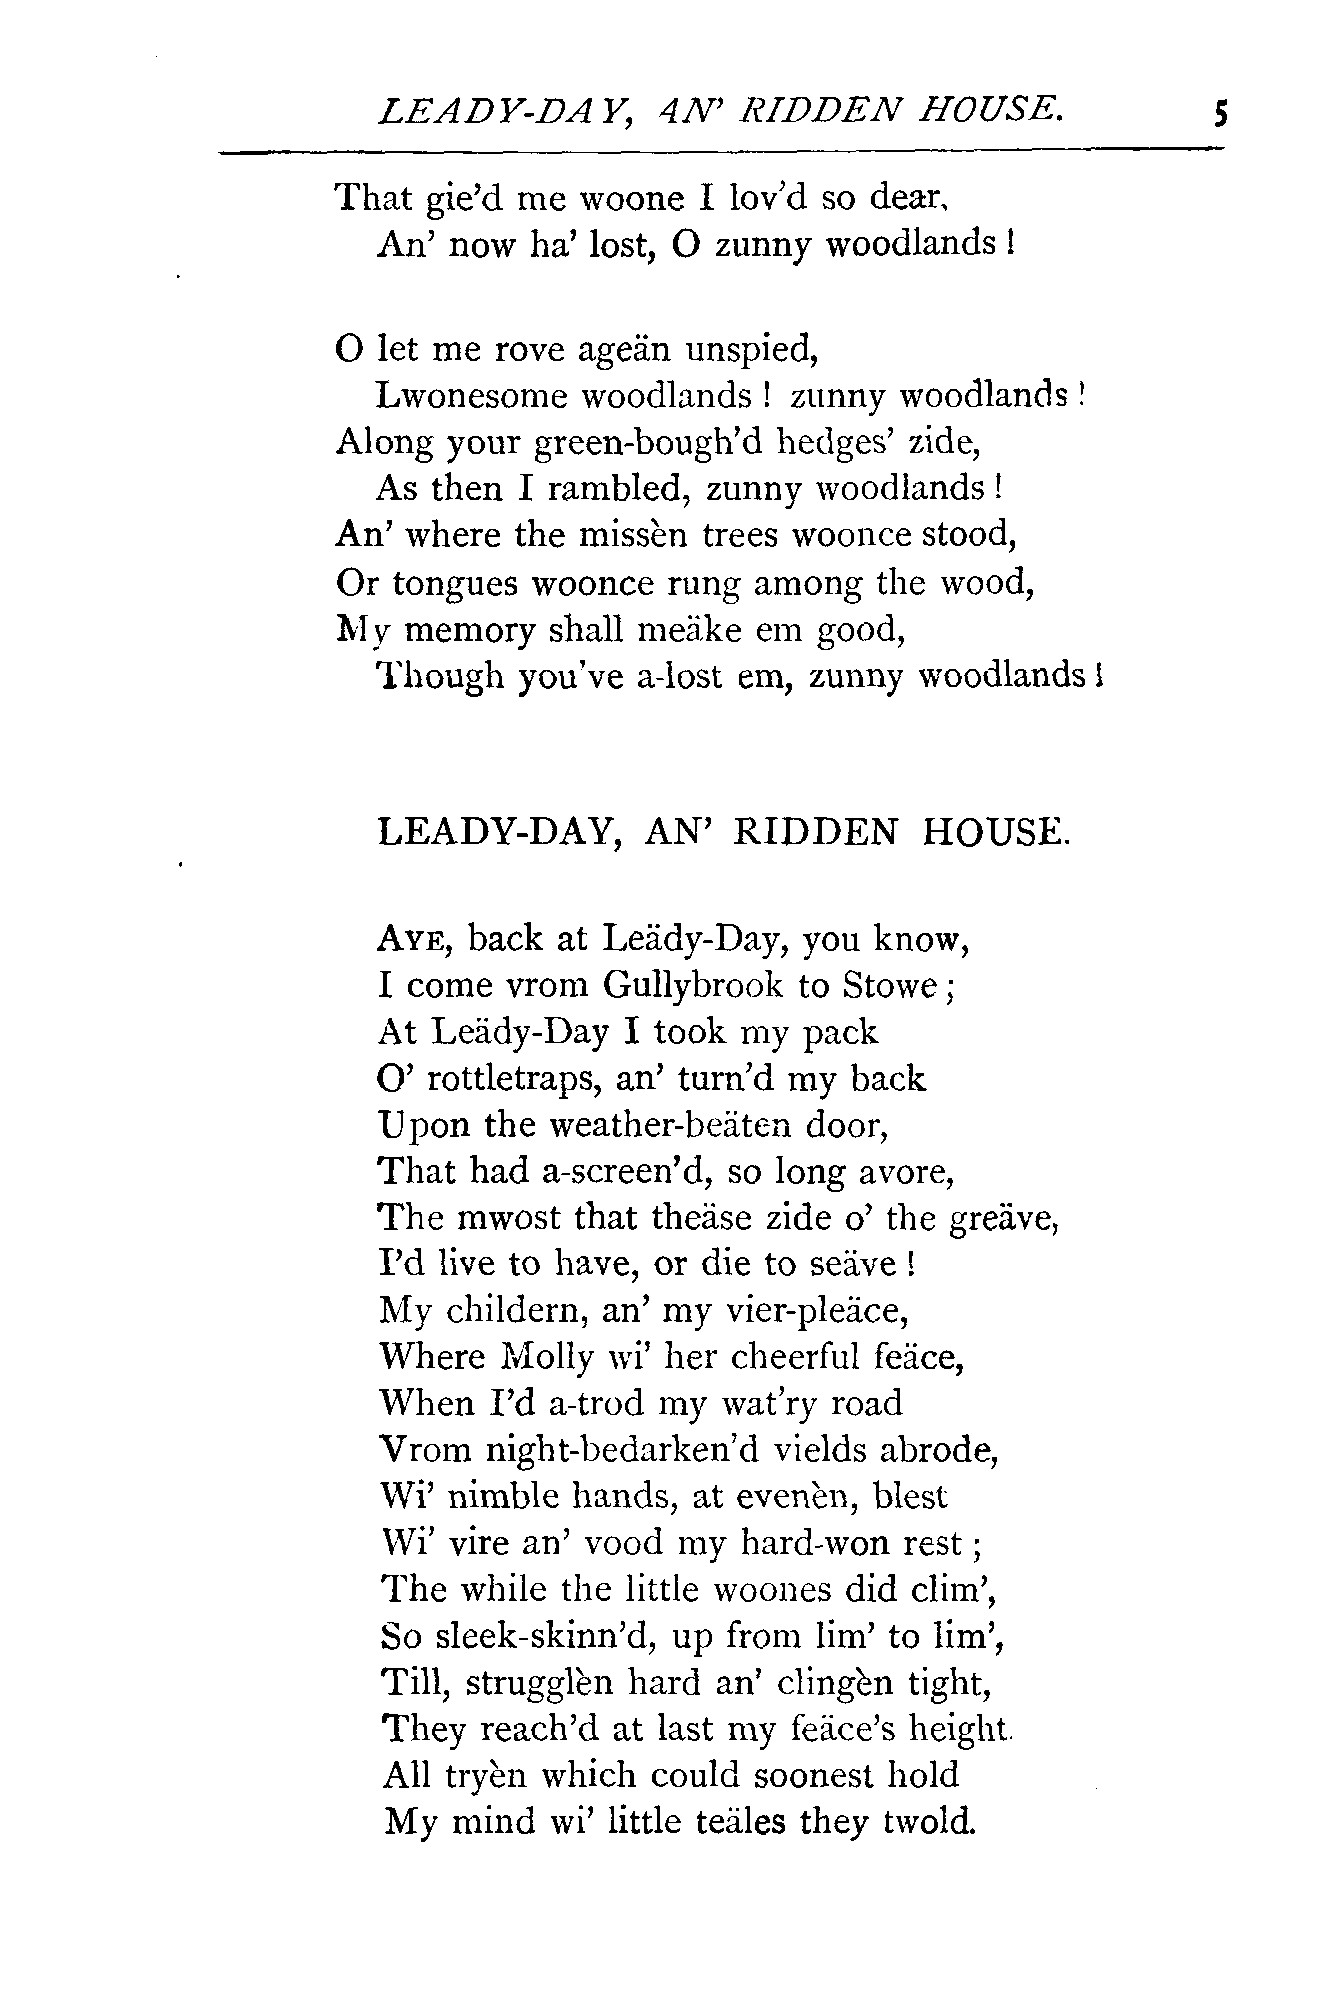 LEADY-DAY, AN' RIDDEN HOUSE. 5
That gie'd me woone I lov'd so dear,
An' now ha' lost, O zunny woodlands!
O let me rove ageän unspied,
Lwonesome woodlands! zunny woodlands!
Along your green-bough'd hedges' zide,
As then I rambled, zunny woodlands!
An' where the missèn trees woonce stood,
Or tongues woonce rung among the wood,
My memory shall meäke em good,
Though you've a-lost em, zunny woodlands!
LEADY-DAY, AN' RIDDEN HOUSE.
AYE, back at Leädy-Day, you know,
I come vrom Gullybrook to Stowe;
At Leädy-Day I took my pack
O' rottletraps, an' turn'd my back
Upon the weather-beäten door,
That had a-screen'd, so long avore,
The mwost that theäse zide o' the greäve,
I'd live to have, or die to seäve!
My childern, an' my vier-pleäce,
Where Molly wi' her cheerful feäce,
When I'd a-trod my wat'ry road
Vrom night-bedarken'd vields abrode,
Wi' nimble hands, at evenèn, blest
Wi' vire an' vood my hard-won rest;
The while the little woones did clim',
So sleek-skinn'd, up from lim' to lim',
Till, strugglèn hard an' clingèn tight,
They reach'd at last my feäce's height.
All tryèn which could soonest hold
My mind wi' little teäles they twold.